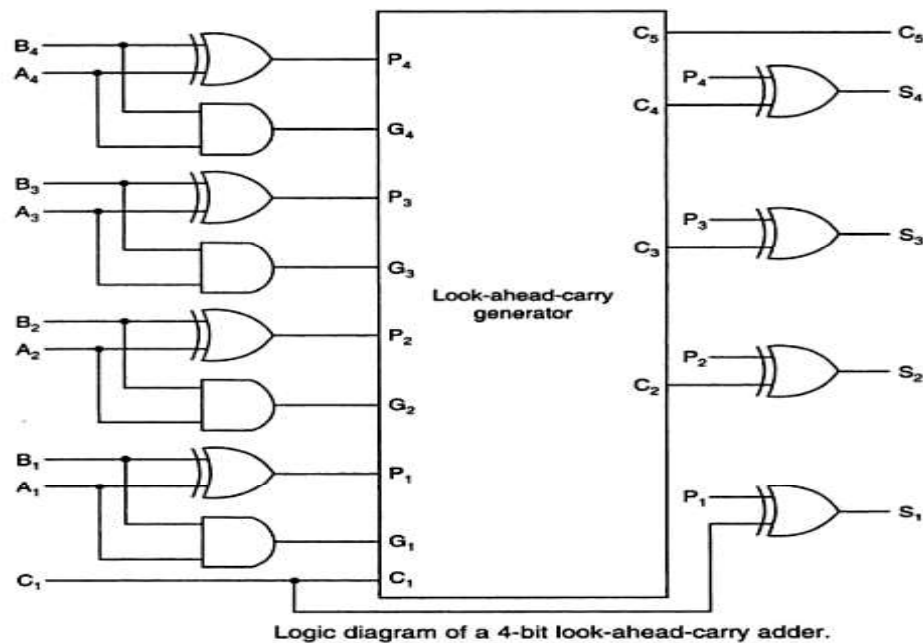 B₄
A₄
P₄
G₄
B₃
A₃
P₃
G₃
B₂
A₂
P₂
G₂
B₁
A₁
P₁
G₁
C₁
C₁
Look-ahead-carry
generator
C₅
C₅
P₄
C₄
S₄
P₃
C₃
S₃
P₂
C₂
S₂
P₁
S₁
Logic diagram of a 4-bit look-ahead-carry adder.